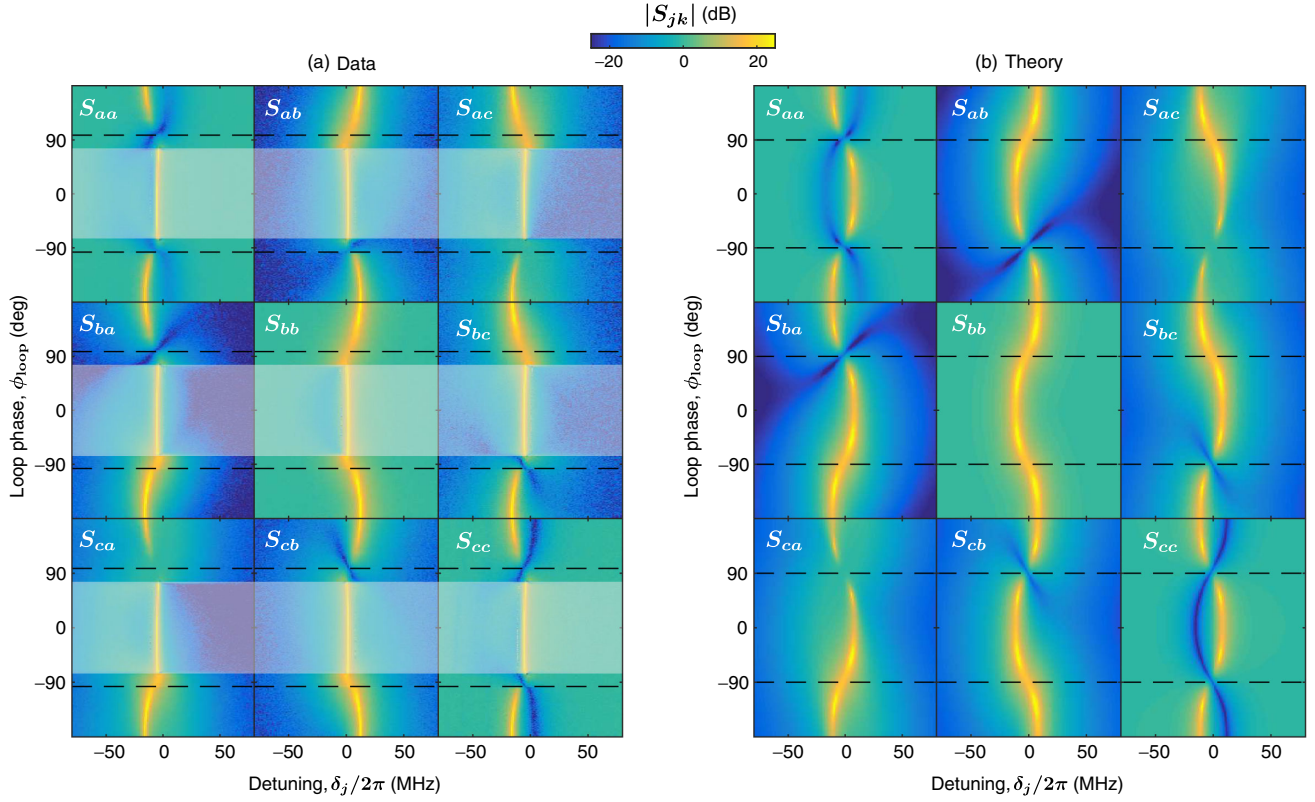 |S_jk| (dB)
−20 0 20
(a) Data
(b) Theory
S_aa S_ab S_ac
S_aa S_ab S_ac
90
0
−90
90
0
−90
S_ba S_bb S_bc
S_ba S_bb S_bc
90
0
−90
90
0
−90
S_ca S_cb S_cc
S_ca S_cb S_cc
90
0
−90
90
0
−90
Loop phase, ϕ_loop (deg)
Loop phase, ϕ_loop (deg)
−50 0 50 −50 0 50 −50 0 50
−50 0 50 −50 0 50 −50 0 50
Detuning, δ_j/2π (MHz)
Detuning, δ_j/2π (MHz)